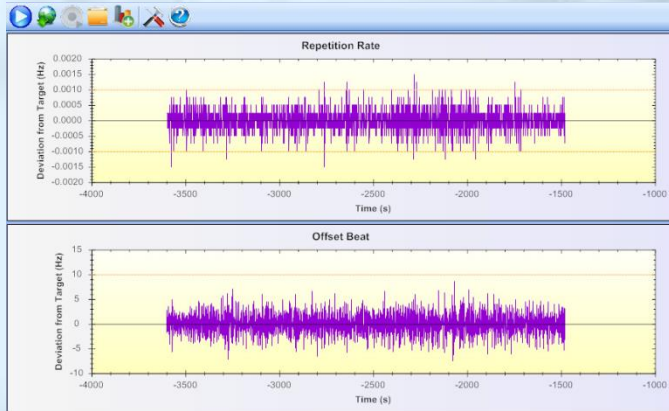 Repetition Rate
Deviation from Target (Hz)
0.0020
0.0015
0.0010
0.0005
0.0000
-0.0005
-0.0010
-0.0015
-0.0020
-4000 -3500 -3000 -2500 -2000 -1500 -1000
Time (s)
Offset Beat
Deviation from Target (Hz)
15
10
5
0
-5
-10
-4000 -3500 -3000 -2500 -2000 -1500 -1000
Time (s)